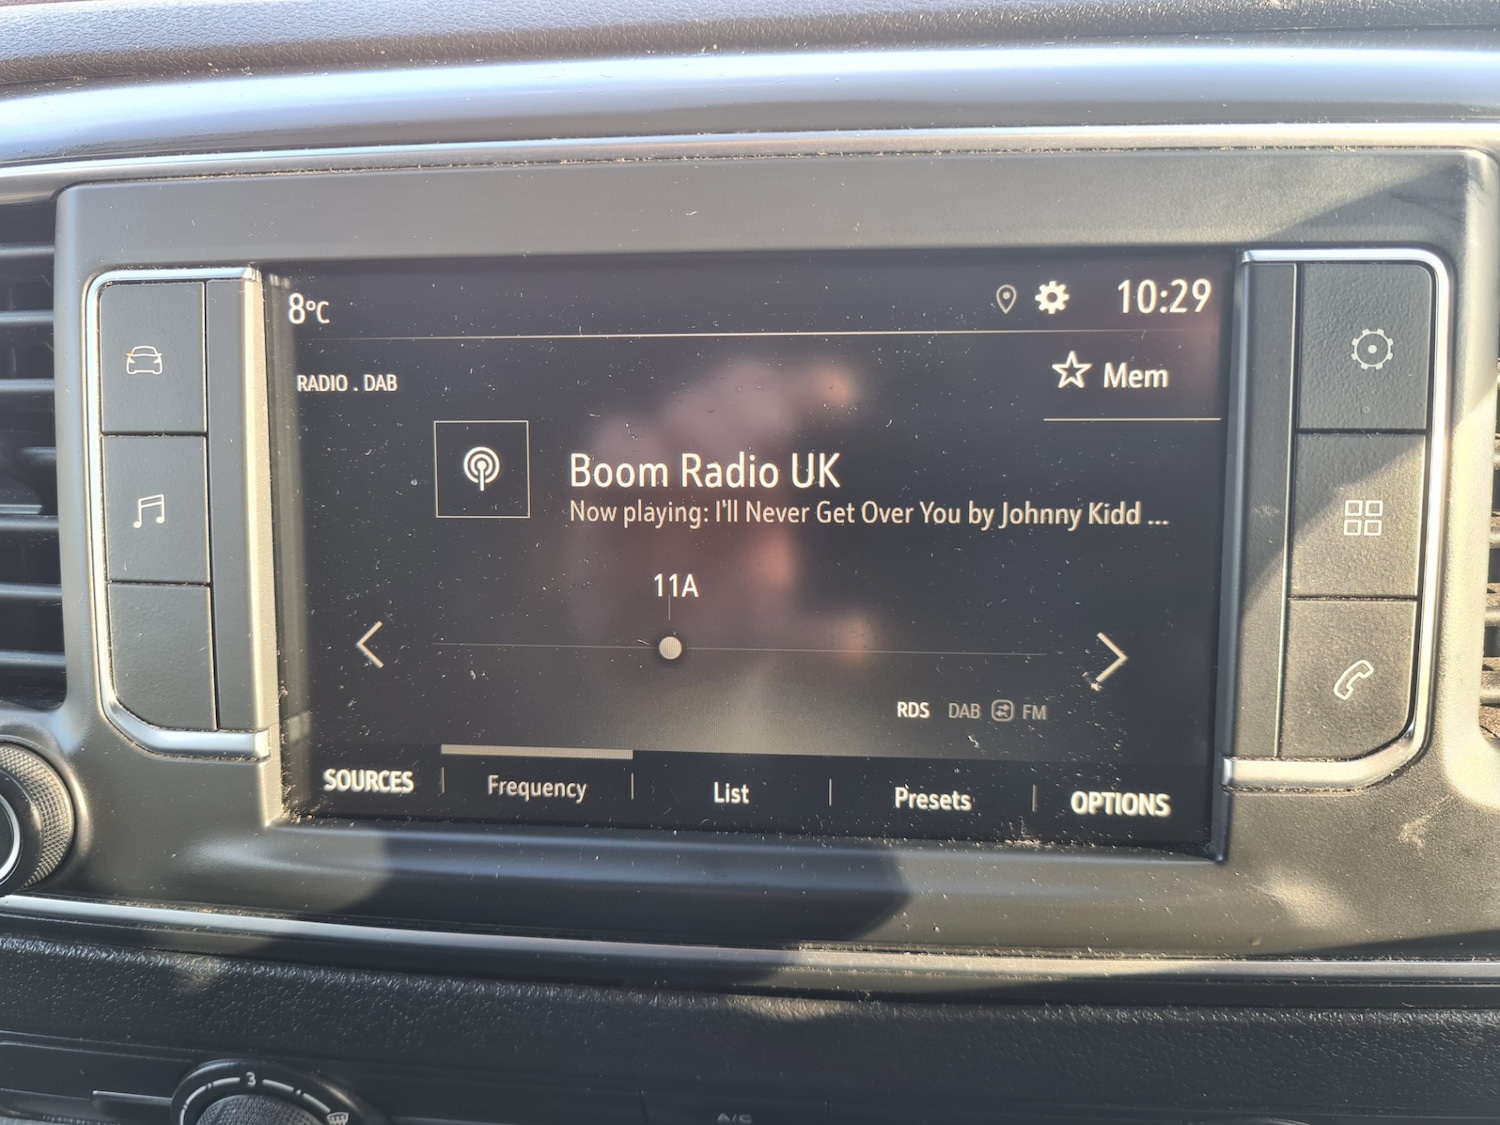 8°C 10:29
RADIO . DAB
Mem
Boom Radio UK
Now playing: I'll Never Get Over You by Johnny Kidd ...
11A
RDS DAB FM
SOURCES Frequency List Presets OPTIONS
3